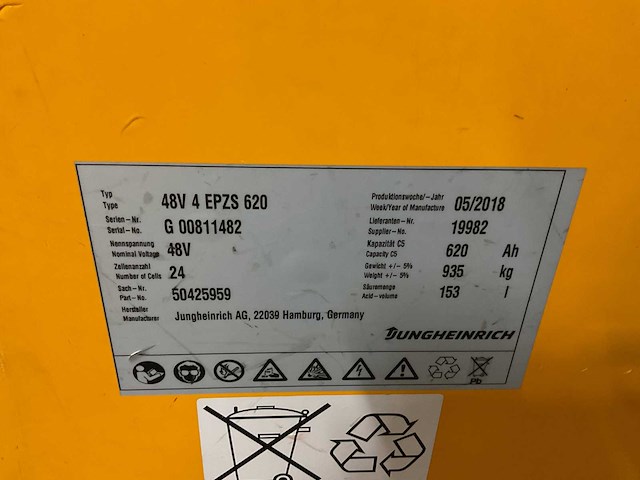 Typ
Type
48V 4 EPZS 620
Serien-Nr.
Serial-No.
G 00811482
Nennspannung
Nominal Voltage
48V
Zellenanzahl
Number of Cells
24
Sach-Nr.
Part-No.
50425959
Hersteller
Manufacturer
Jungheinrich AG, 22039 Hamburg, Germany
Produktionswoche/-Jahr
Week/Year of Manufacture
05/2018
Lieferanten-Nr.
Supplier-No.
19982
Kapazität C5
Capacity C5
620 Ah
Gewicht +/- 5%
Weight +/- 5%
935 kg
Säuremenge
Acid-volume
153 l
JUNGHEINRICH
Pb